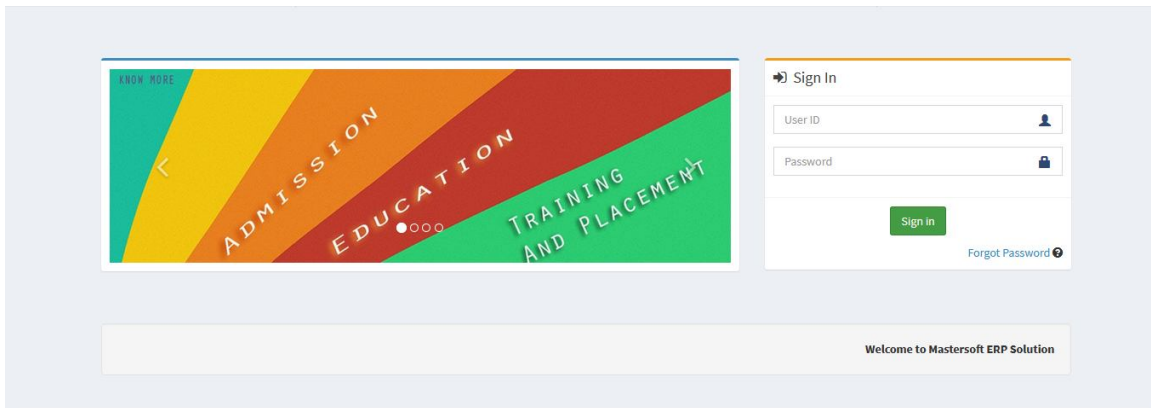 KNOW MORE
ADMISSION
EDUCATION
TRAINING
AND PLACEMENT
Sign In
User ID
Password
Sign in
Forgot Password
Welcome to Mastersoft ERP Solution